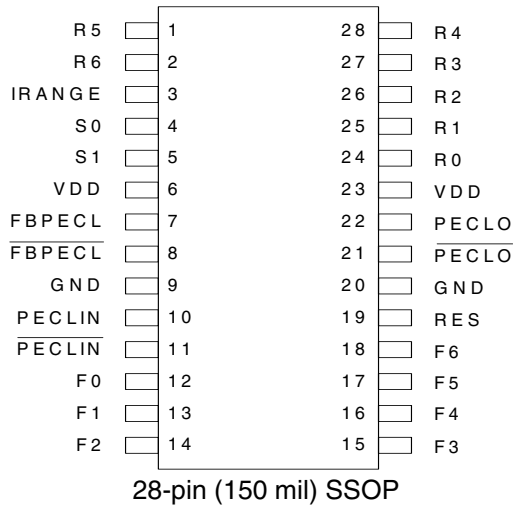 R5 1 28 R4
R6 2 27 R3
IRANGE 3 26 R2
S0 4 25 R1
S1 5 24 R0
VDD 6 23 VDD
FBPECL 7 22 PECLO
FBPECL 8 21 PECLO
GND 9 20 GND
PECLIN 10 19 RES
PECLIN 11 18 F6
F0 12 17 F5
F1 13 16 F4
F2 14 15 F3
28-pin (150 mil) SSOP